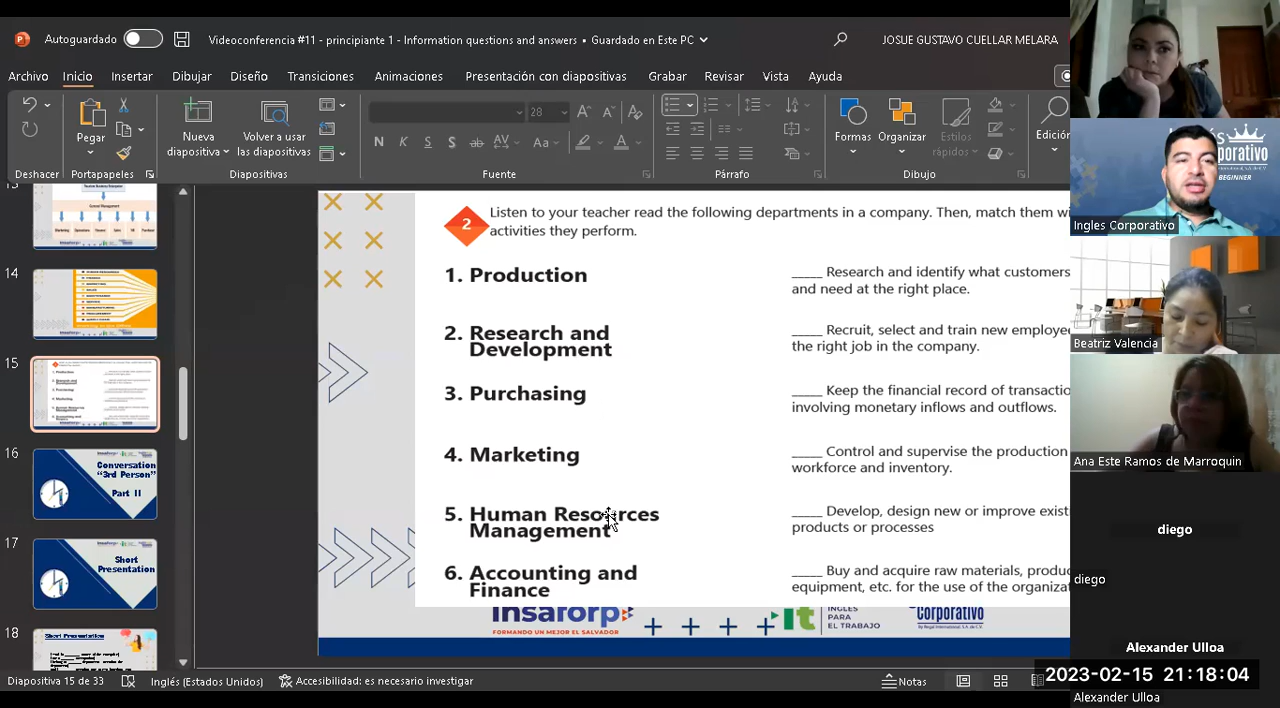 Autoguardado
Videoconferencia #11 - principiante 1 - Information questions and answers • Guardado en Este PC
JOSUE GUSTAVO CUELLAR MELARA
Archivo Inicio Insertar Dibujar Diseño Transiciones Animaciones Presentación con diapositivas Grabar Revisar Vista Ayuda
28
Pegar
Nueva diapositiva
Volver a usar las diapositivas
N K S ab AV Aa A
Formas
Organizar
Estilos rápidos
Edición
Deshacer Portapapeles Diapositivas Fuente Párrafo Dibujo
13
14
15
16
Conversation
“3rd Person”
Part II
17
Short
Presentation
18
Short Presentation
2
Listen to your teacher read the following departments in a company. Then, match them
activities they perform.
1. Production
2. Research and
Development
3. Purchasing
4. Marketing
5. Human Resources
Management
6. Accounting and
Finance
_____ Research and identify what customers
and need at the right place.
_____ Recruit, select and train new
the right job in the company.
_____ Keep the financial record of
involving monetary inflows and outflows.
_____ Control and supervise the production
workforce and inventory.
_____ Develop, design new or improve
products or processes
_____ Buy and acquire raw materials,
equipment, etc. for the use of the
insaforp
FORMANDO UN MEJOR EL SALVADOR
it
INGLÉS
PARA
EL TRABAJO
Corporativo
Diapositiva 15 de 33
Inglés (Estados Unidos)
Accesibilidad: es necesario investigar
Notas
Ingles Corporativo
BEGINNER
Beatriz Valencia
Ana Este Ramos de Marroquin
diego
diego
Alexander Ulloa
2023-02-15 21:18:04
Alexander Ulloa